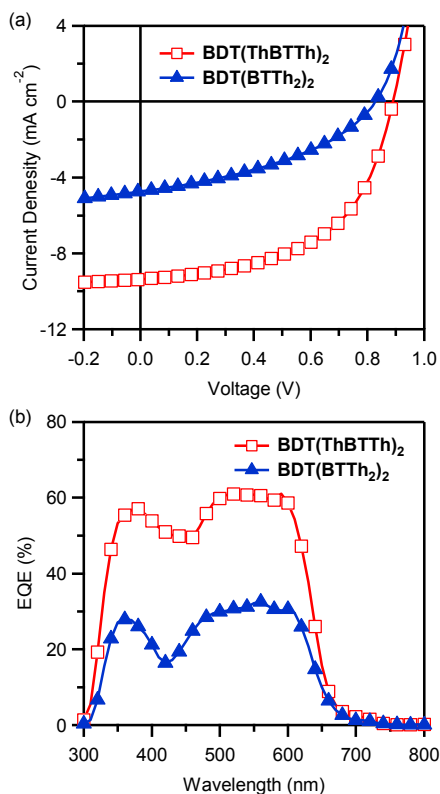 (a)
4
0
-4
-8
-12
Current Denesity (mA cm⁻²)
BDT(ThBTTh)₂
BDT(BTTh₂)₂
-0.2 0.0 0.2 0.4 0.6 0.8 1.0
Voltage (V)
(b)
80
60
40
20
0
EQE (%)
BDT(ThBTTh)₂
BDT(BTTh₂)₂
300 400 500 600 700 800
Wavelength (nm)